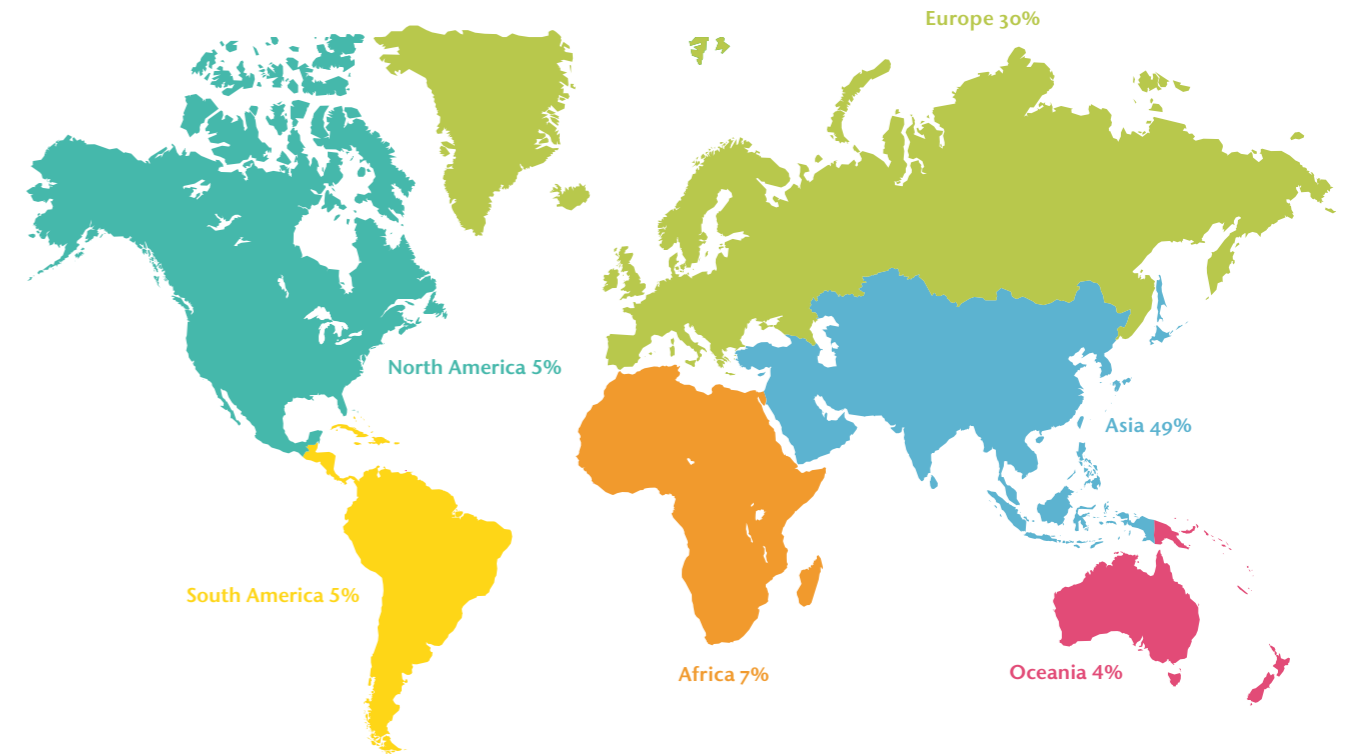 Europe 30%
North America 5%
Asia 49%
South America 5%
Africa 7%
Oceania 4%